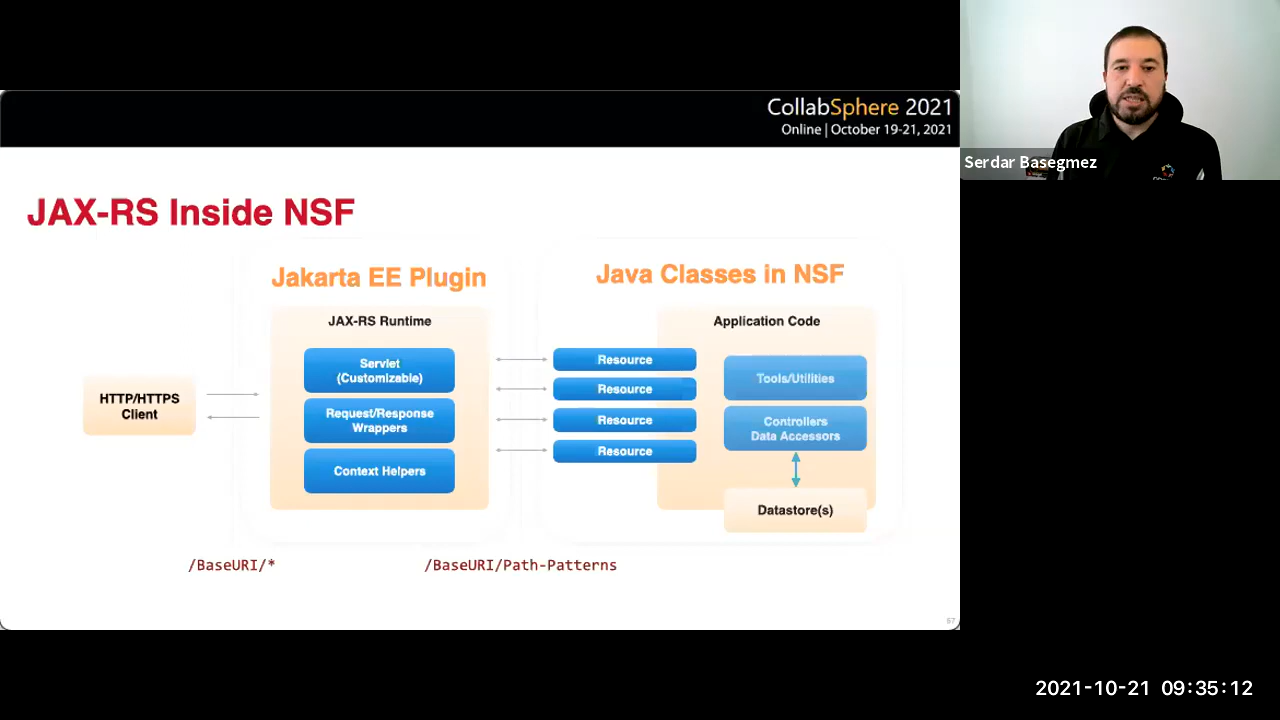 CollabSphere 2021
Online | October 19-21, 2021
Serdar Basegmez
JAX-RS Inside NSF
Jakarta EE Plugin
Java Classes in NSF
JAX-RS Runtime
Application Code
HTTP/HTTPS
Client
Servlet
(Customizable)
Request/Response
Wrappers
Context Helpers
Resource
Resource
Resource
Resource
Tools/Utilities
Controllers
Data Accessors
Datastore(s)
/BaseURI/*
/BaseURI/Path-Patterns
2021-10-21 09:35:12